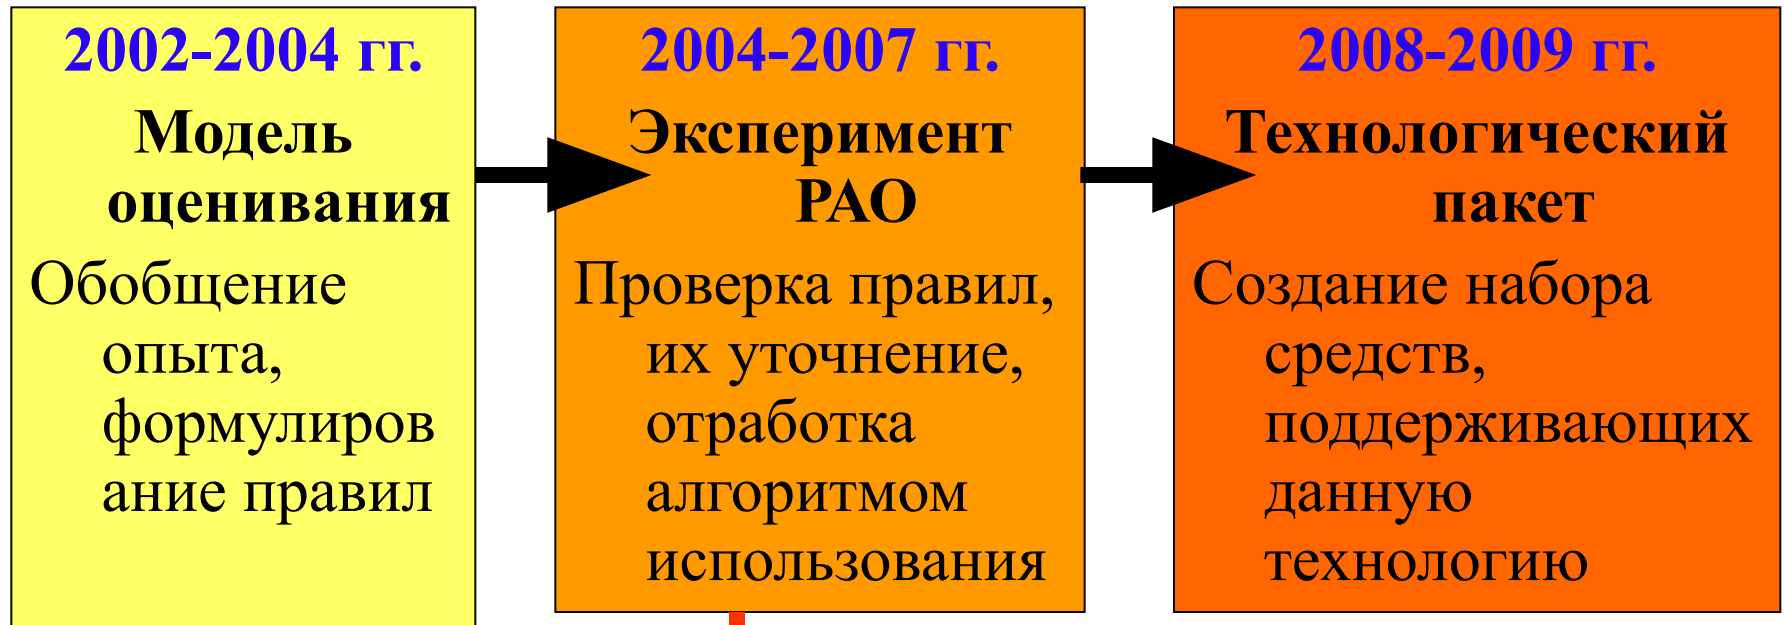 2002-2004 гг.
Модель
оценивания
Обобщение
опыта,
формулиров
ание правил
2004-2007 гг.
Эксперимент
РАО
Проверка правил,
их уточнение,
отработка
алгоритмом
использования
2008-2009 гг.
Технологический
пакет
Создание набора
средств,
поддерживающих
данную
технологию